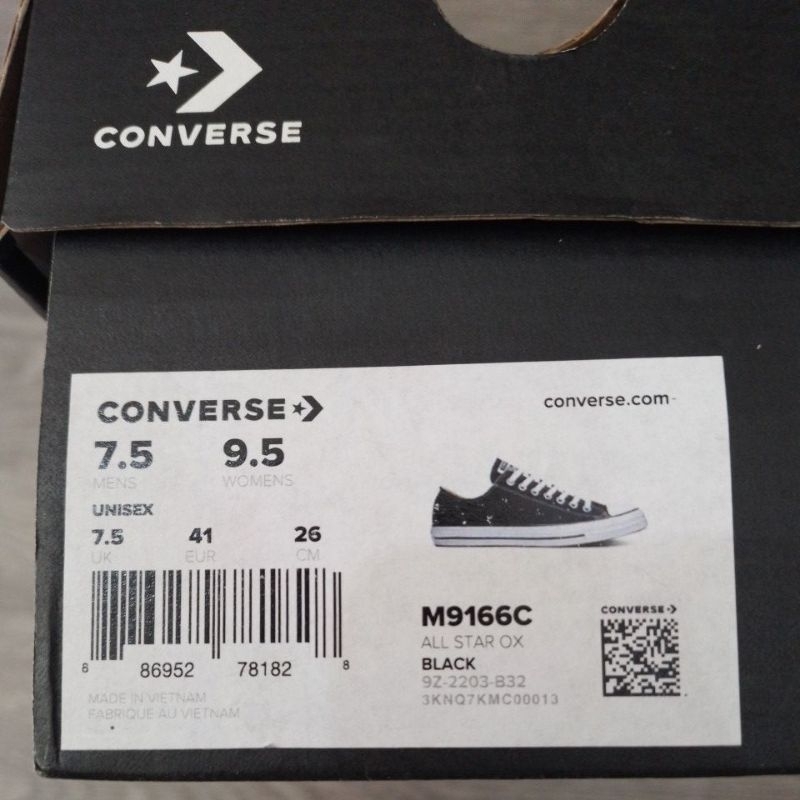 CONVERSE
CONVERSE
converse.com
7.5 9.5
MENS WOMENS
UNISEX
7.5 41 26
UK EUR CM
8 86952 78182 8
MADE IN VIETNAM
FABRIQUE AU VIETNAM
M9166C
ALL STAR OX
BLACK
9Z-2203-B32
3KNQ7KMC00013
CONVERSE